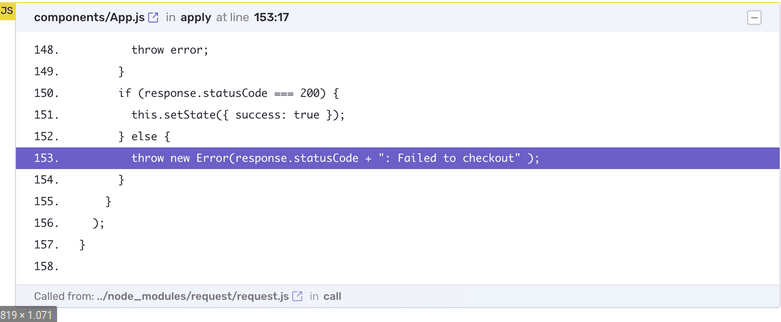 JS
components/App.js in apply at line 153:17
148. throw error;
149. }
150. if (response.statusCode === 200) {
151. this.setState({ success: true });
152. } else {
153. throw new Error(response.statusCode + ": Failed to checkout" );
154. }
155. }
156. );
157. }
158.
Called from: ../node_modules/request/request.js in call
819 × 1.071